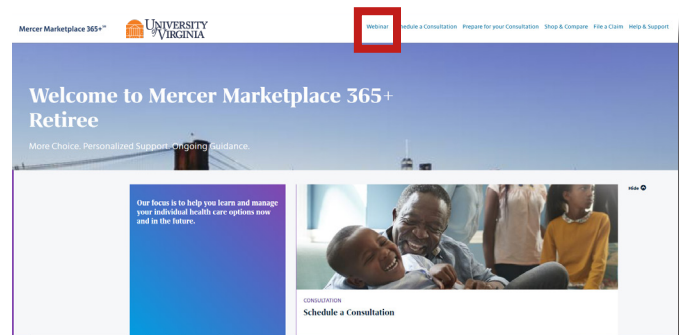 Mercer Marketplace 365+℠
UNIVERSITY
of VIRGINIA
Webinar Schedule a Consultation Prepare for your Consultation Shop & Compare File a Claim Help & Support
Welcome to Mercer Marketplace 365+
Retiree
More Choice. Personalized Support. Ongoing Guidance.
Hide
Our focus is to help you learn and manage
your individual health care options now
and in the future.
CONSULTATION
Schedule a Consultation